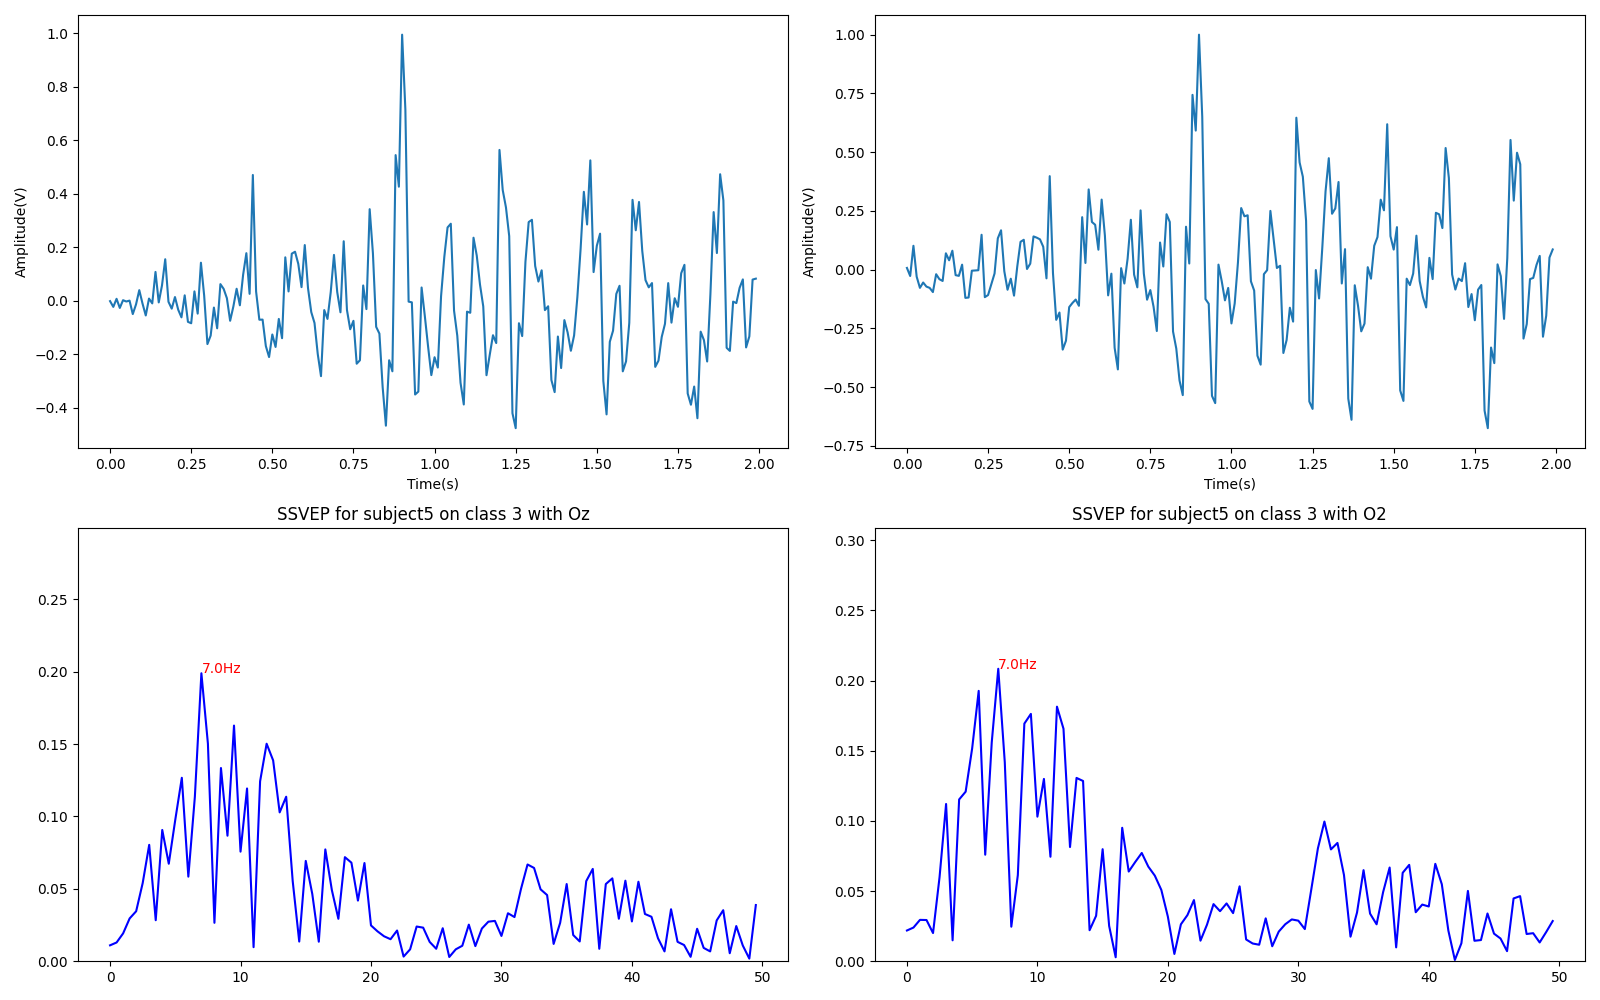 1.0
0.8
0.6
0.4
0.2
0.0
−0.2
−0.4
Amplitude(V)
0.00 0.25 0.50 0.75 1.00 1.25 1.50 1.75 2.00
Time(s)
1.00
0.75
0.50
0.25
0.00
−0.25
−0.50
−0.75
Amplitude(V)
0.00 0.25 0.50 0.75 1.00 1.25 1.50 1.75 2.00
Time(s)
SSVEP for subject5 on class 3 with Oz
0.25
0.20
0.15
0.10
0.05
0.00
7.0Hz
0 10 20 30 40 50
SSVEP for subject5 on class 3 with O2
0.30
0.25
0.20
0.15
0.10
0.05
0.00
7.0Hz
0 10 20 30 40 50